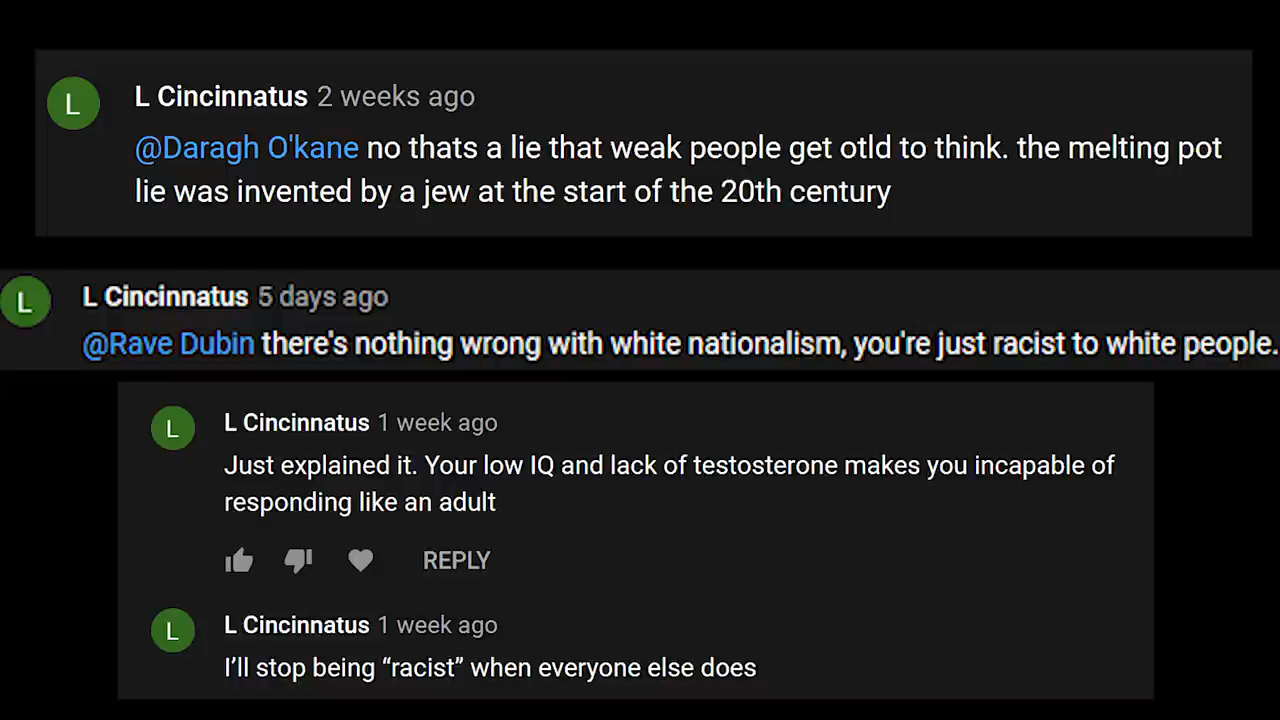 L
L Cincinnatus 2 weeks ago
@Daragh O'kane no thats a lie that weak people get otld to think. the melting pot
lie was invented by a jew at the start of the 20th century
L
L Cincinnatus 5 days ago
@Rave Dubin there's nothing wrong with white nationalism, you're just racist to white people.
L
L Cincinnatus 1 week ago
Just explained it. Your low IQ and lack of testosterone makes you incapable of
responding like an adult
REPLY
L
L Cincinnatus 1 week ago
I’ll stop being “racist” when everyone else does